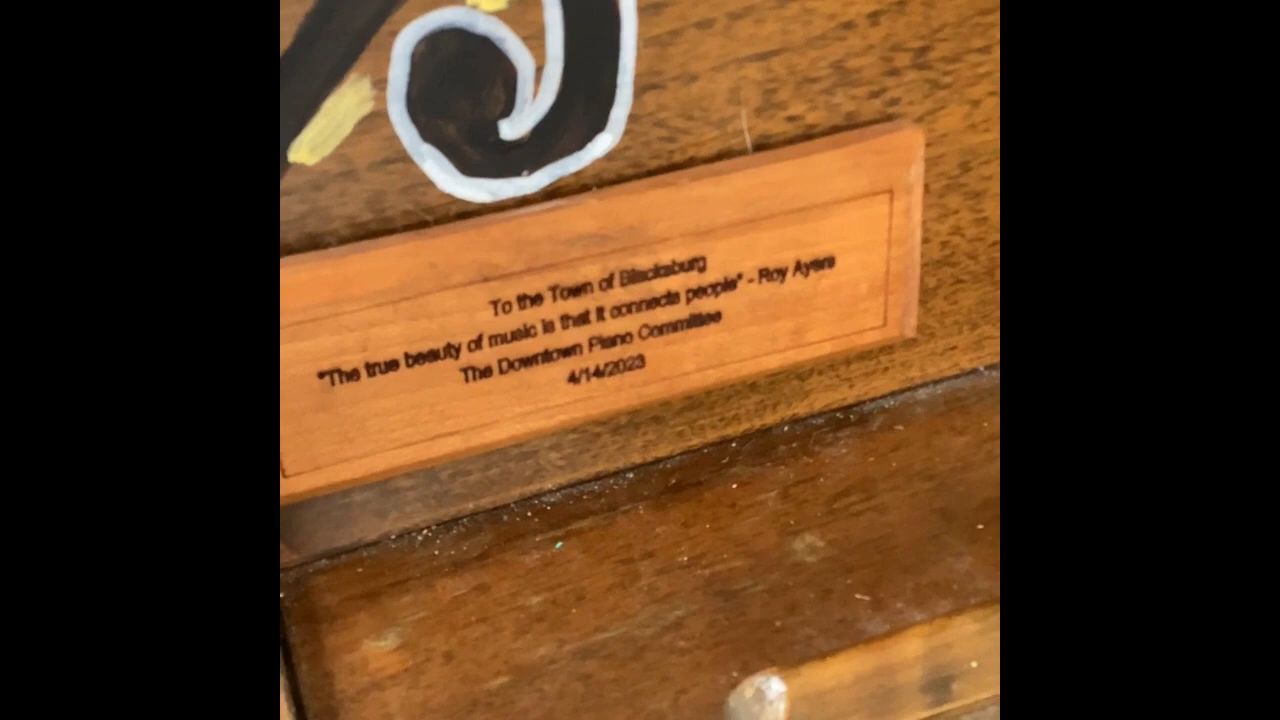 To the Town of Blacksburg
"The true beauty of music is that it connects people" - Roy Ayers
The Downtown Piano Committee
4/14/2023